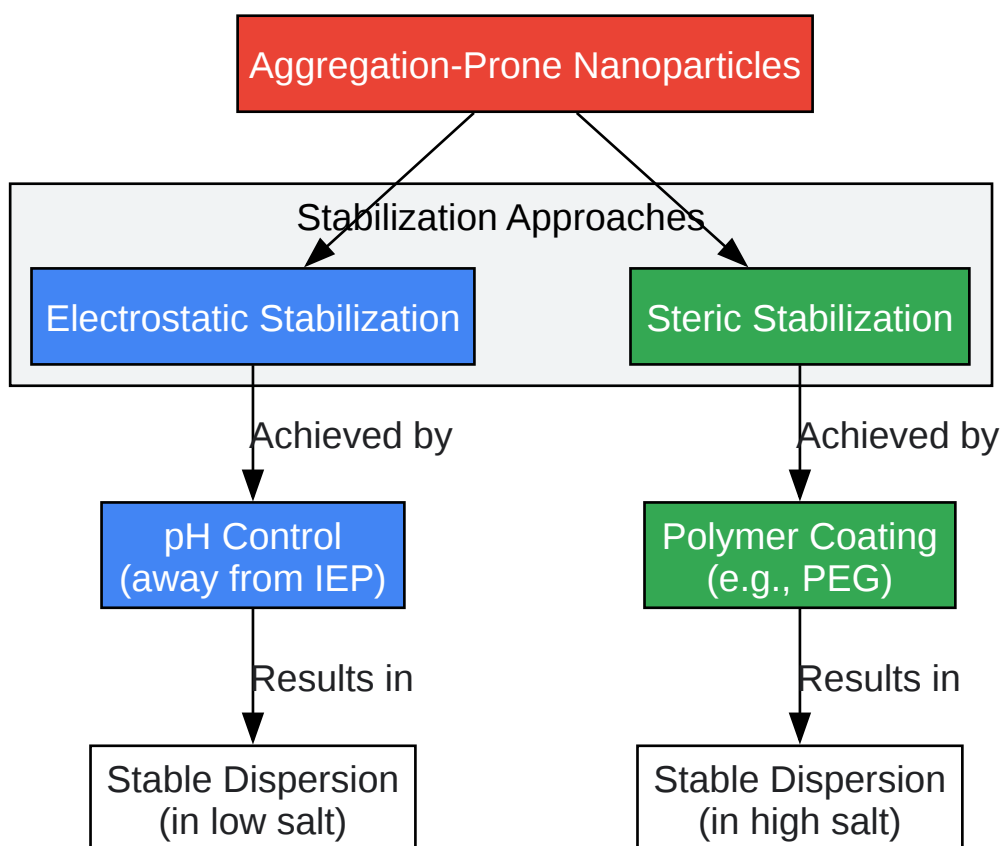 Aggregation-Prone Nanoparticles
Stabilization Approaches
Electrostatic Stabilization
Steric Stabilization
Achieved by
Achieved by
pH Control
(away from IEP)
Polymer Coating
(e.g., PEG)
Results in
Results in
Stable Dispersion
(in low salt)
Stable Dispersion
(in high salt)